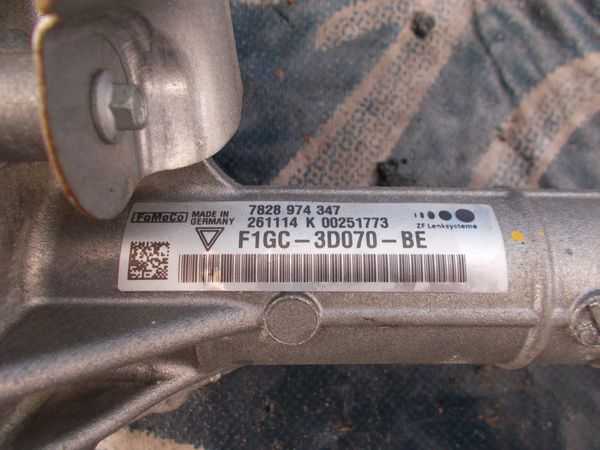 FoMoCo MADE IN GERMANY 7828 974 347
261114 K 00251773
ZF Lenksysteme
F1GC-3D070-BE